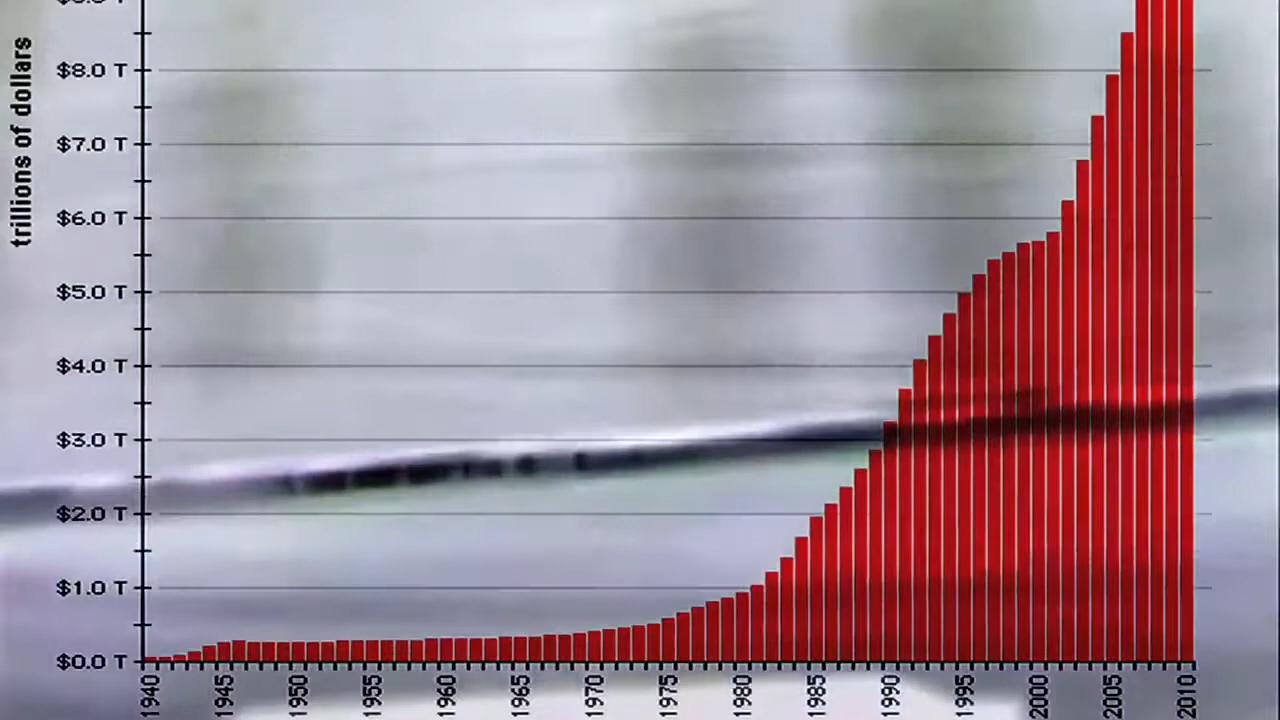 trillions of dollars
$8.0 T
$7.0 T
$6.0 T
$5.0 T
$4.0 T
$3.0 T
$2.0 T
$1.0 T
$0.0 T
1940
1945
1950
1955
1960
1965
1970
1975
1980
1985
1990
1995
2000
2005
2010